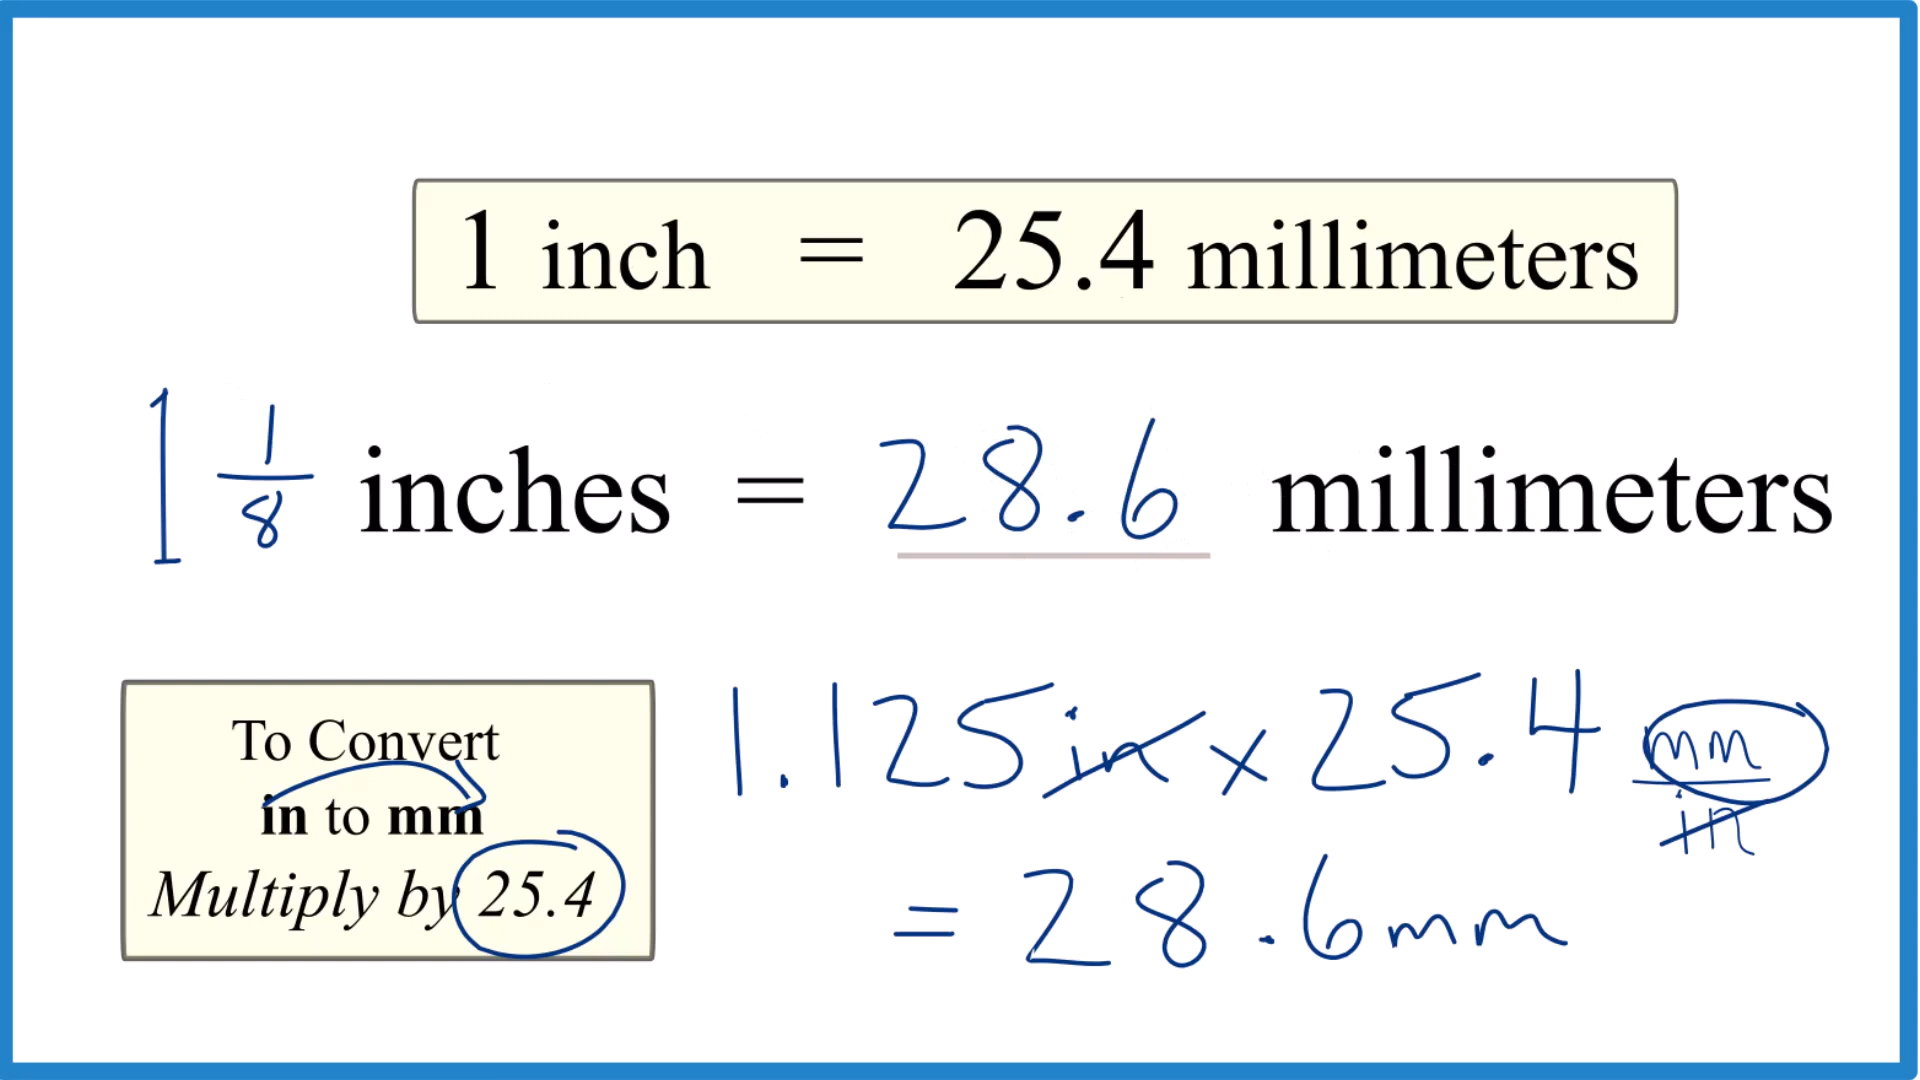 1 inch = 25.4 millimeters
1 1/8 inches = 28.6 millimeters
To Convert
in to mm
Multiply by 25.4
1.125 in x 25.4 mm/in
= 28.6 mm